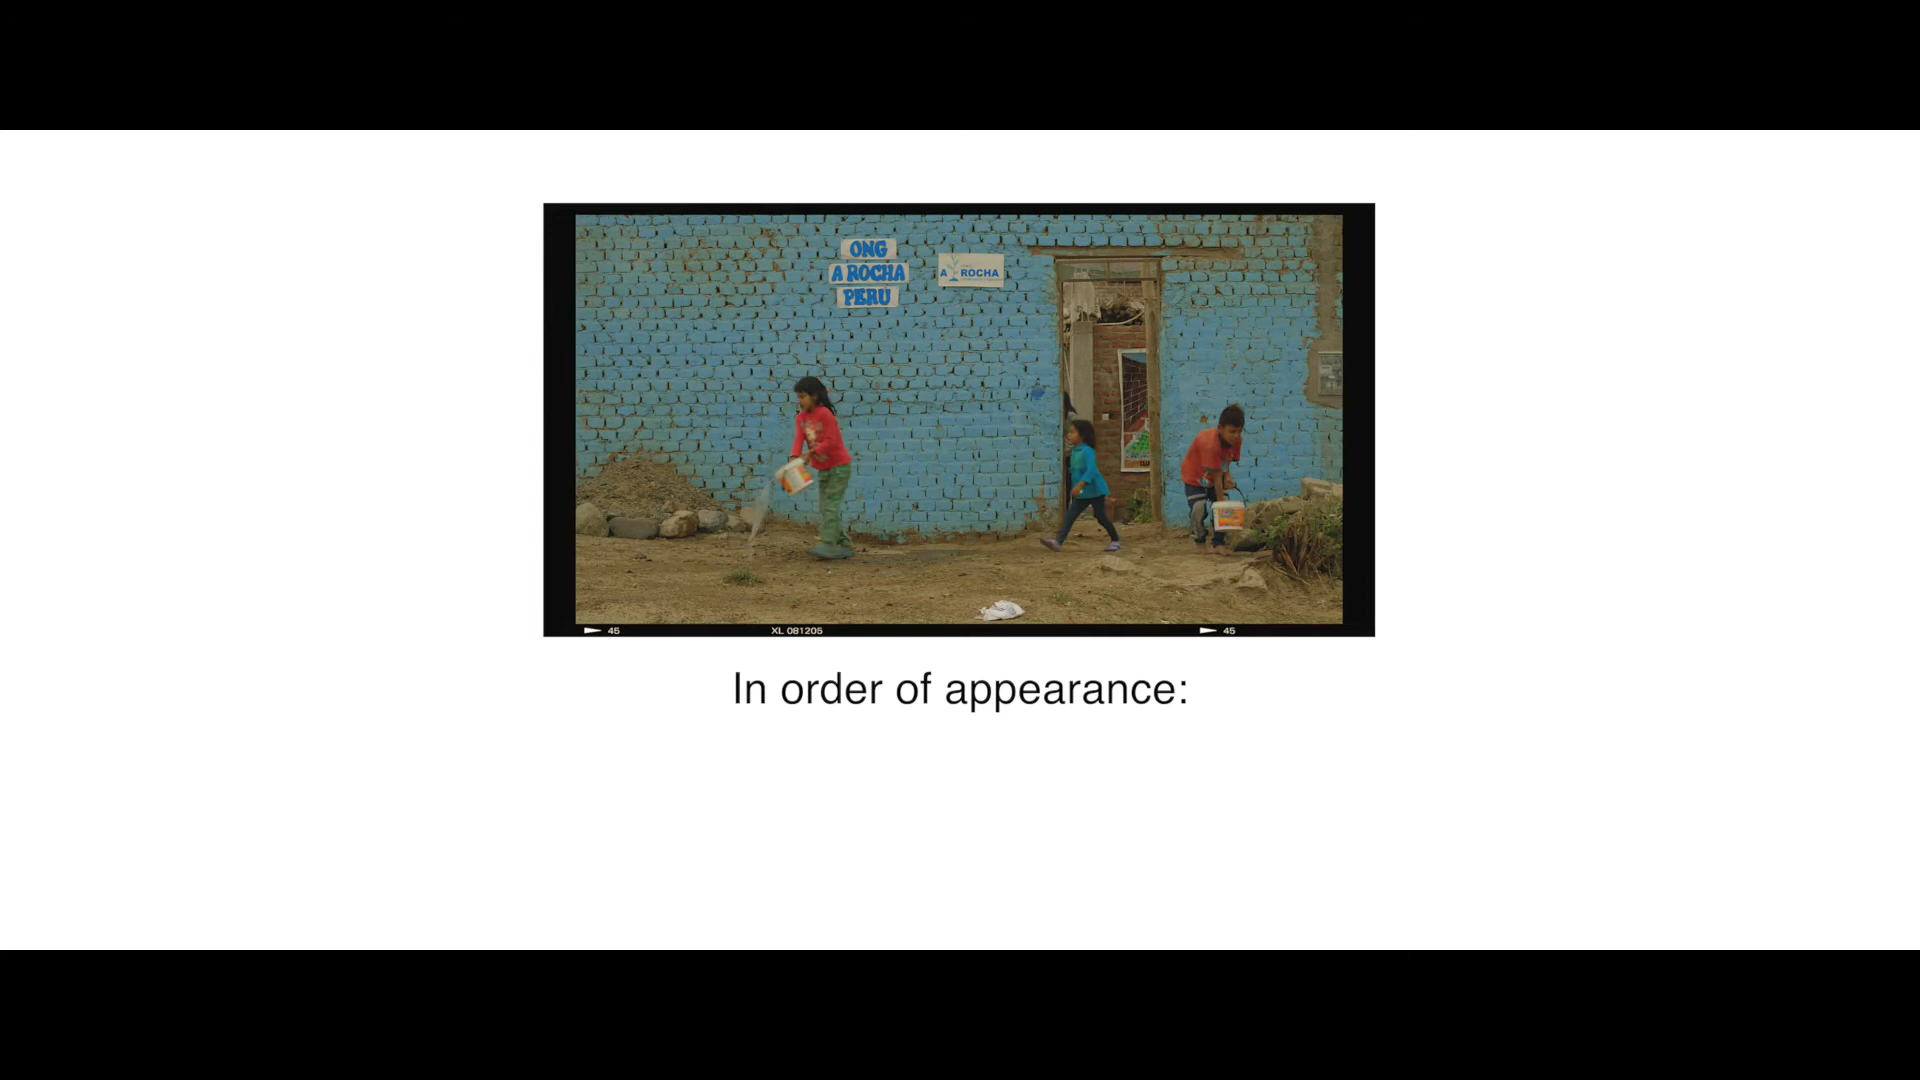 ONG
A ROCHA
PERU
A ROCHA
45
XL 081205
45
In order of appearance: